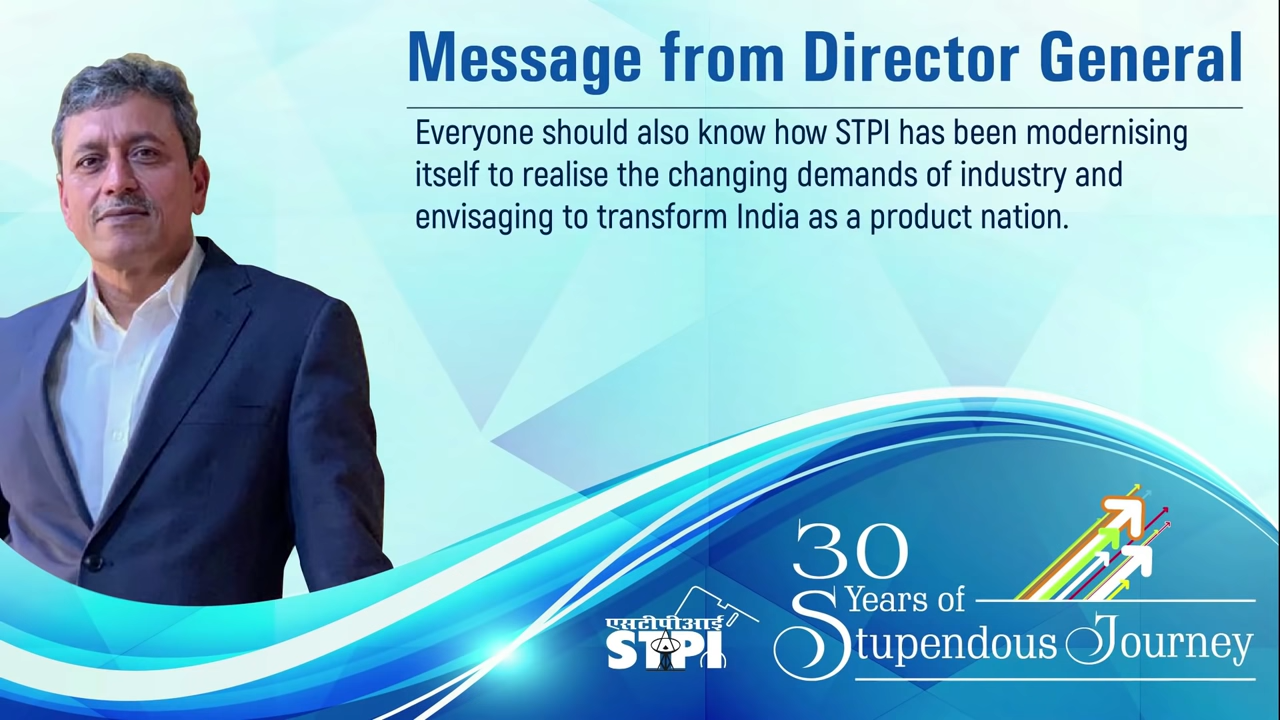 Message from Director General
Everyone should also know how STPI has been modernising
itself to realise the changing demands of industry and
envisaging to transform India as a product nation.
एसटीपीआई
STPI
30
Years of
Stupendous Journey